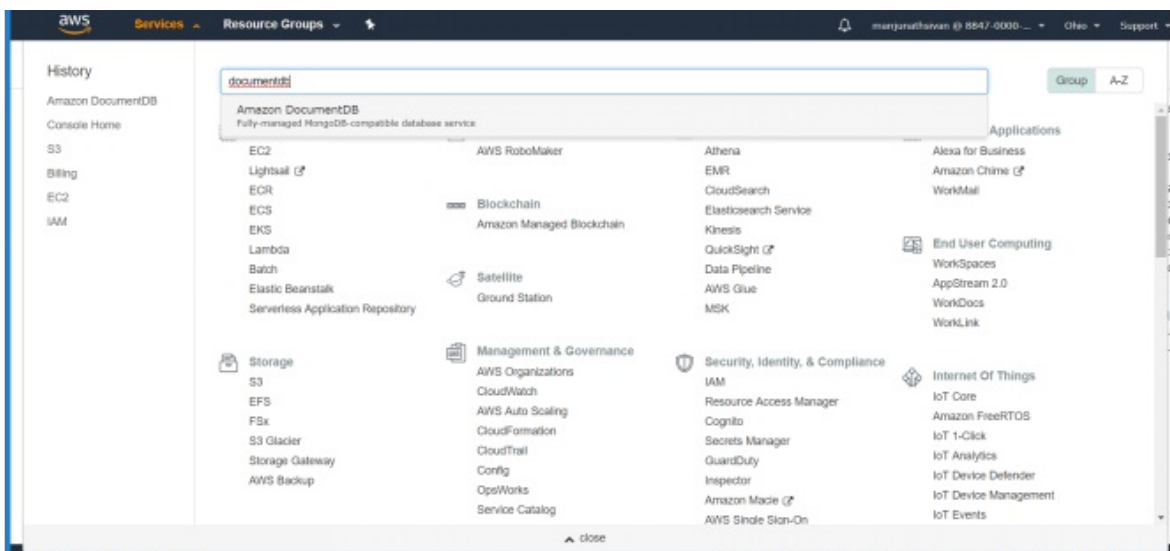 aws
Services
Resource Groups
manjunathsivan @ 8847-0000-...
Ohio
Support
History
Amazon DocumentDB
Console Home
S3
Billing
EC2
IAM
documentdb
Group
A-Z
Amazon DocumentDB
Fully-managed MongoDB-compatible database service
EC2
Lightsail
ECR
ECS
EKS
Lambda
Batch
Elastic Beanstalk
Serverless Application Repository
Storage
S3
EFS
FSx
S3 Glacier
Storage Gateway
AWS Backup
AWS RoboMaker
Blockchain
Amazon Managed Blockchain
Satellite
Ground Station
Management & Governance
AWS Organizations
CloudWatch
AWS Auto Scaling
CloudFormation
CloudTrail
Config
OpsWorks
Service Catalog
Athena
EMR
CloudSearch
Elasticsearch Service
Kinesis
QuickSight
Data Pipeline
AWS Glue
MSK
Security, Identity, & Compliance
IAM
Resource Access Manager
Cognito
Secrets Manager
GuardDuty
Inspector
Amazon Macie
AWS Single Sign-On
Applications
Alexa for Business
Amazon Chime
WorkMail
End User Computing
WorkSpaces
AppStream 2.0
WorkDocs
WorkLink
Internet Of Things
IoT Core
Amazon FreeRTOS
IoT 1-Click
IoT Analytics
IoT Device Defender
IoT Device Management
IoT Events
close